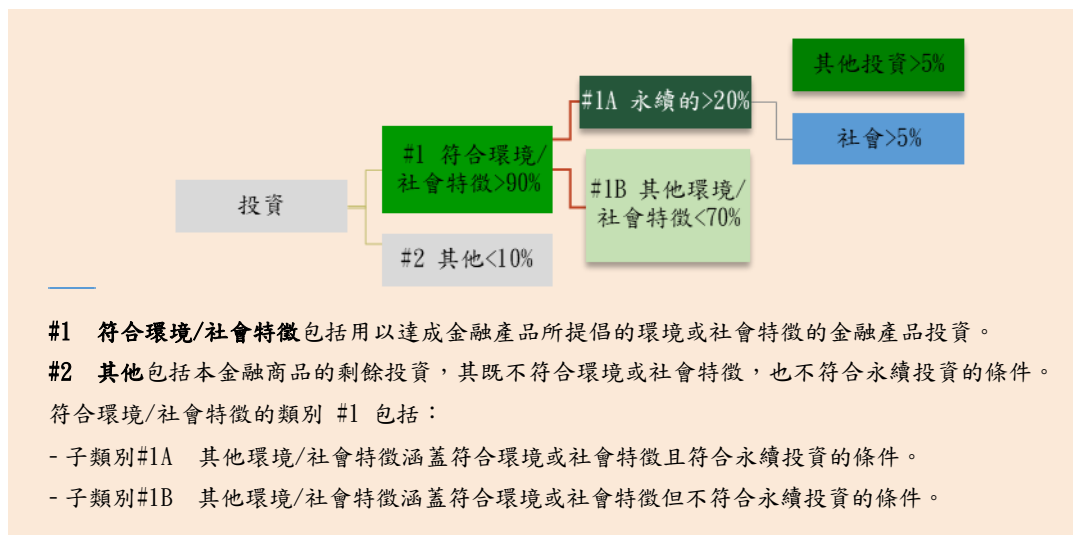 投資
#1 符合環境/
社會特徵>90%
#2 其他<10%
#1A 永續的>20%
#1B 其他環境/
社會特徵<70%
其他投資>5%
社會>5%
#1 符合環境/社會特徵包括用以達成金融產品所提倡的環境或社會特徵的金融產品投資。
#2 其他包括本金融商品的剩餘投資，其既不符合環境或社會特徵，也不符合永續投資的條件。
符合環境/社會特徵的類別 #1 包括：
- 子類別#1A 其他環境/社會特徵涵蓋符合環境或社會特徵且符合永續投資的條件。
- 子類別#1B 其他環境/社會特徵涵蓋符合環境或社會特徵但不符合永續投資的條件。